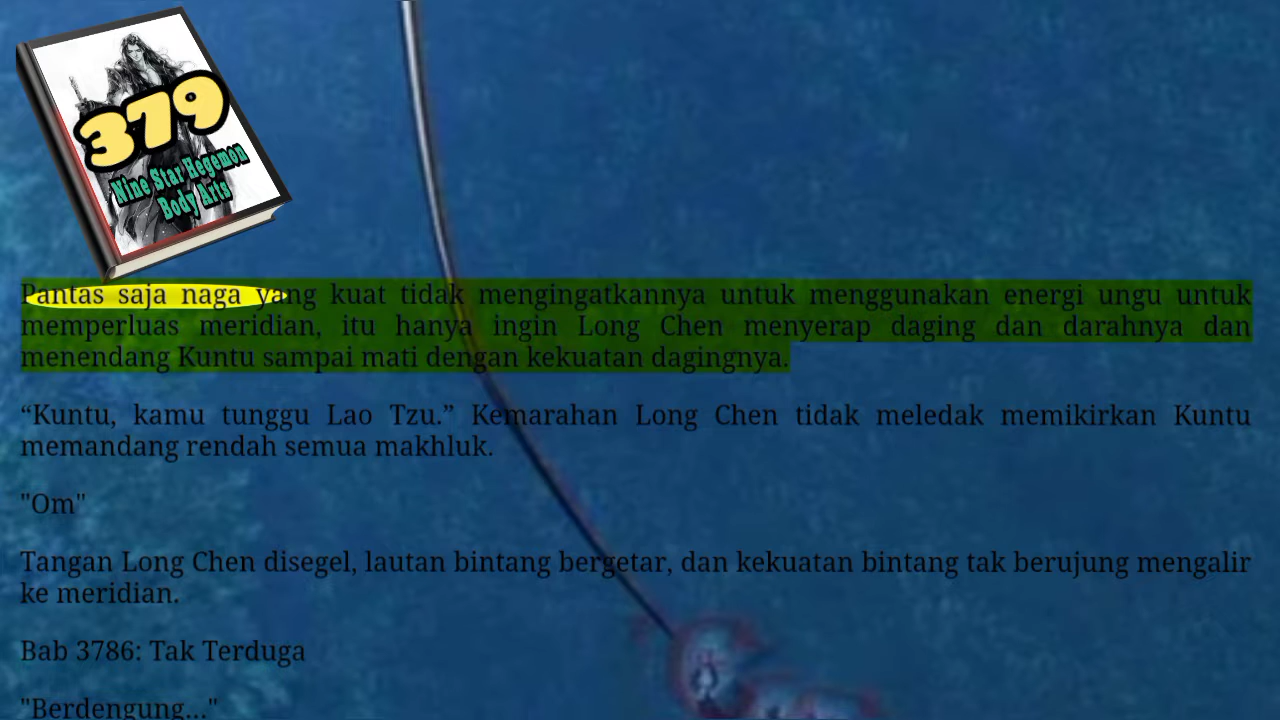 379
Nine Star Hegemon
Body Arts
Pantas saja naga yang kuat tidak mengingatkannya untuk menggunakan energi ungu untuk
memperluas meridian, itu hanya ingin Long Chen menyerap daging dan darahnya dan
menendang Kuntu sampai mati dengan kekuatan dagingnya.
“Kuntu, kamu tunggu Lao Tzu.” Kemarahan Long Chen tidak meledak memikirkan Kuntu
memandang rendah semua makhluk.
"Om"
Tangan Long Chen disegel, lautan bintang bergetar, dan kekuatan bintang tak berujung mengalir
ke meridian.
Bab 3786: Tak Terduga
"Berdengung..."